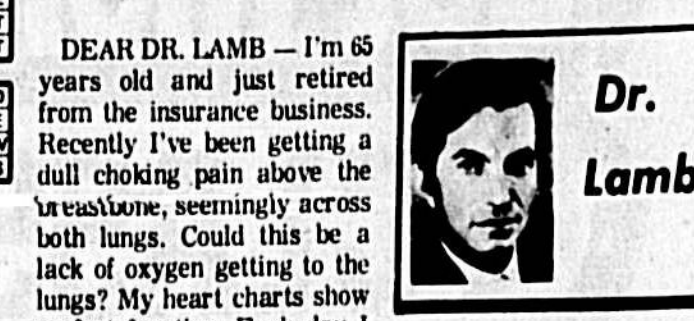 DEAR DR. LAMB — I'm 65
years old and just retired
from the insurance business.
Recently I've been getting a
dull choking pain above the
breastbone, seemingly across
both lungs. Could this be a
lack of oxygen getting to the
lungs? My heart charts show
Dr.
Lamb